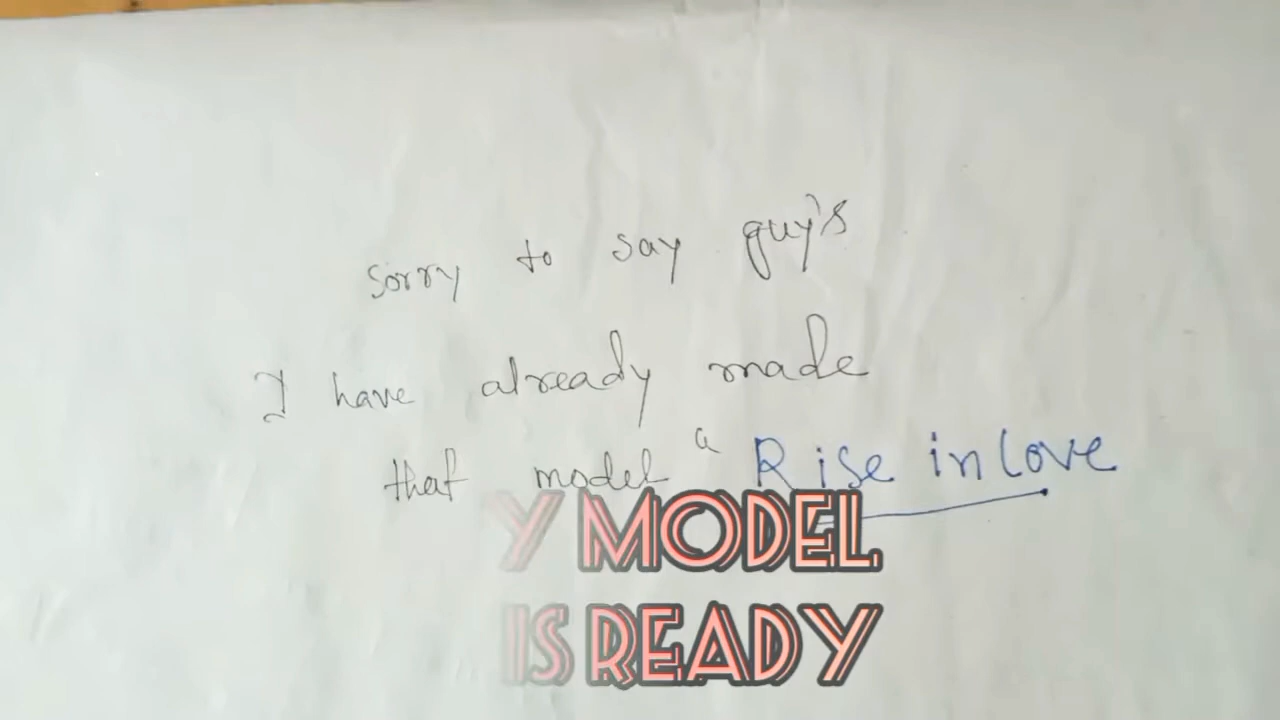 sorry to say guy's
I have already made
that model a Rise in love
Y MODEL
IS READY